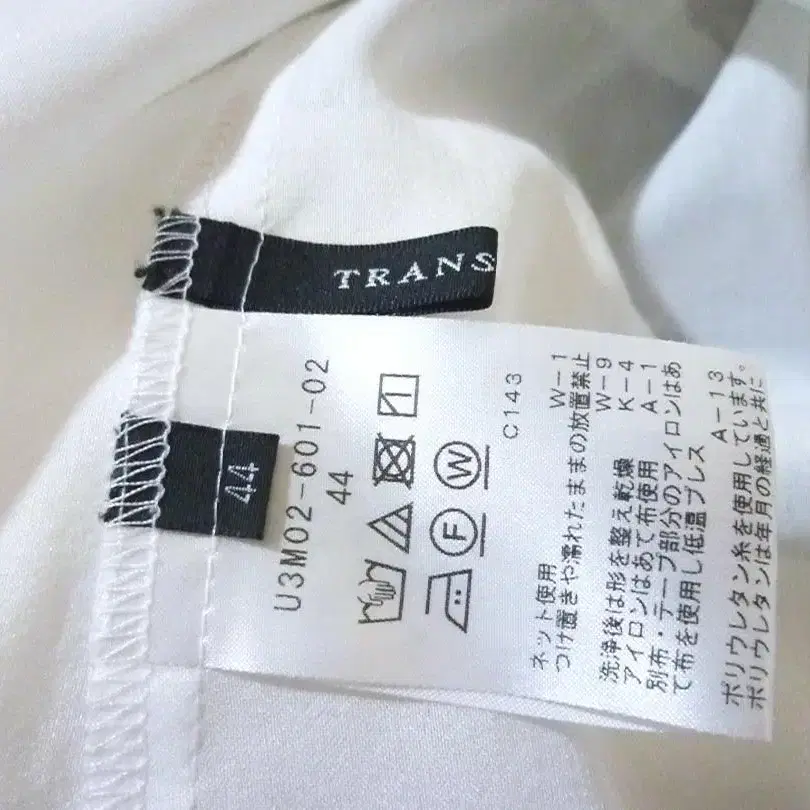 TRANS
44
U3M02-601-02
44
F
W
C143
ネット使用 W-1
つけ置きや濡れたままの放置禁止
W-9
洗浄後は形を整え乾燥 K-4
アイロンはあて布使用 A-1
別布・テープ部分のアイロンはあ
て布を使用し低温プレス
A-13
ポリウレタン糸を使用しています。
ポリウレタンは年月の経過と共に